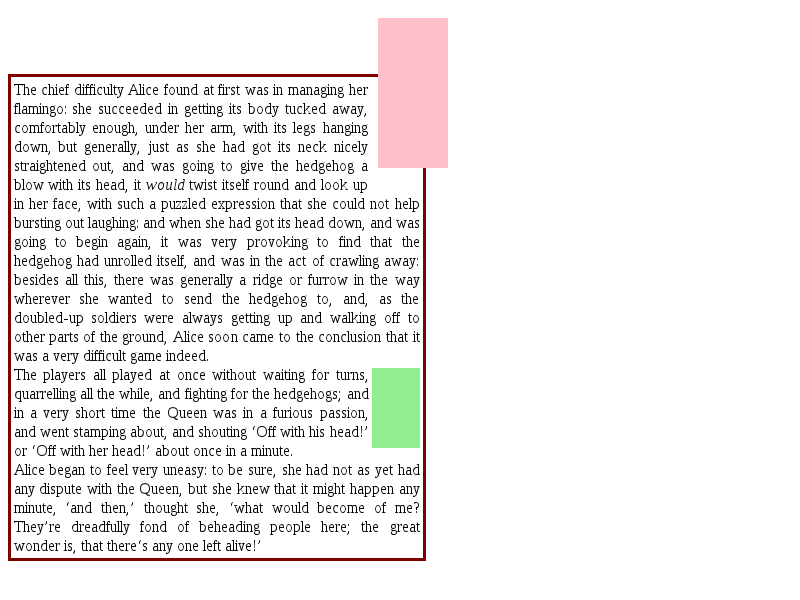 The chief difficulty Alice found at first was in managing her
flamingo: she succeeded in getting its body tucked away,
comfortably enough, under her arm, with its legs hanging
down, but generally, just as she had got its neck nicely
straightened out, and was going to give the hedgehog a
blow with its head, it would twist itself round and look up
in her face, with such a puzzled expression that she could not help
bursting out laughing: and when she had got its head down, and was
going to begin again, it was very provoking to find that the
hedgehog had unrolled itself, and was in the act of crawling away:
besides all this, there was generally a ridge or furrow in the way
wherever she wanted to send the hedgehog to, and, as the
doubled-up soldiers were always getting up and walking off to
other parts of the ground, Alice soon came to the conclusion that it
was a very difficult game indeed.
The players all played at once without waiting for turns,
quarrelling all the while, and fighting for the hedgehogs; and
in a very short time the Queen was in a furious passion,
and went stamping about, and shouting ‘Off with his head!’
or ‘Off with her head!’ about once in a minute.
Alice began to feel very uneasy: to be sure, she had not as yet had
any dispute with the Queen, but she knew that it might happen any
minute, ‘and then,’ thought she, ‘what would become of me?
They’re dreadfully fond of beheading people here; the great
wonder is, that there‘s any one left alive!’